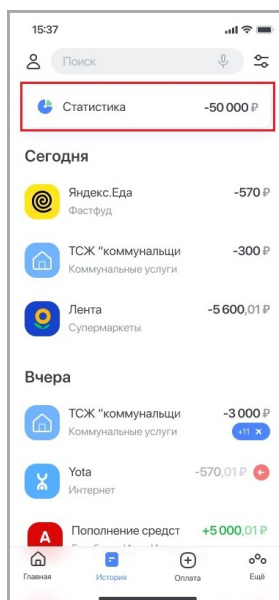 15:37
Поиск
Статистика -50 000 ₽
Сегодня
Яндекс.Еда -570 ₽
Фастфуд
ТСЖ "коммунальщи -300 ₽
Коммунальные услуги
Лента -5 600,01 ₽
Супермаркеты
Вчера
ТСЖ "коммунальщи -3 000 ₽
Коммунальные услуги +11
Yota -570,01 ₽
Интернет
А Пополнение средст +5 000,01 ₽
Главная История Оплата Ещё